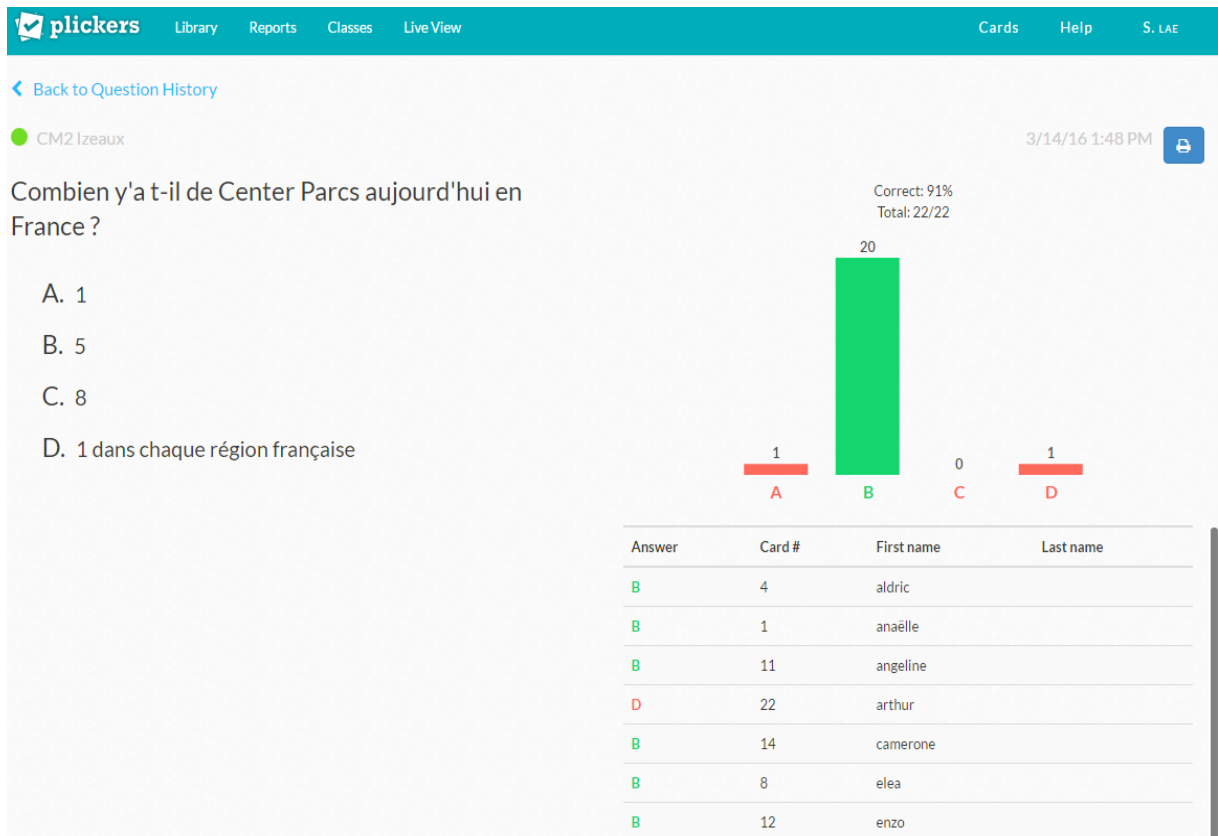 plickers Library Reports Classes Live View Cards Help S. LAE
Back to Question History
CM2 Izeaux
3/14/16 1:48 PM
Combien y'a t-il de Center Parcs aujourd'hui en
France ?
A. 1
B. 5
C. 8
D. 1 dans chaque région française
Correct: 91%
Total: 22/22
20
1
0
1
A B C D
Answer Card # First name Last name
B 4 aldric
B 1 anaëlle
B 11 angeline
D 22 arthur
B 14 camerone
B 8 elea
B 12 enzo